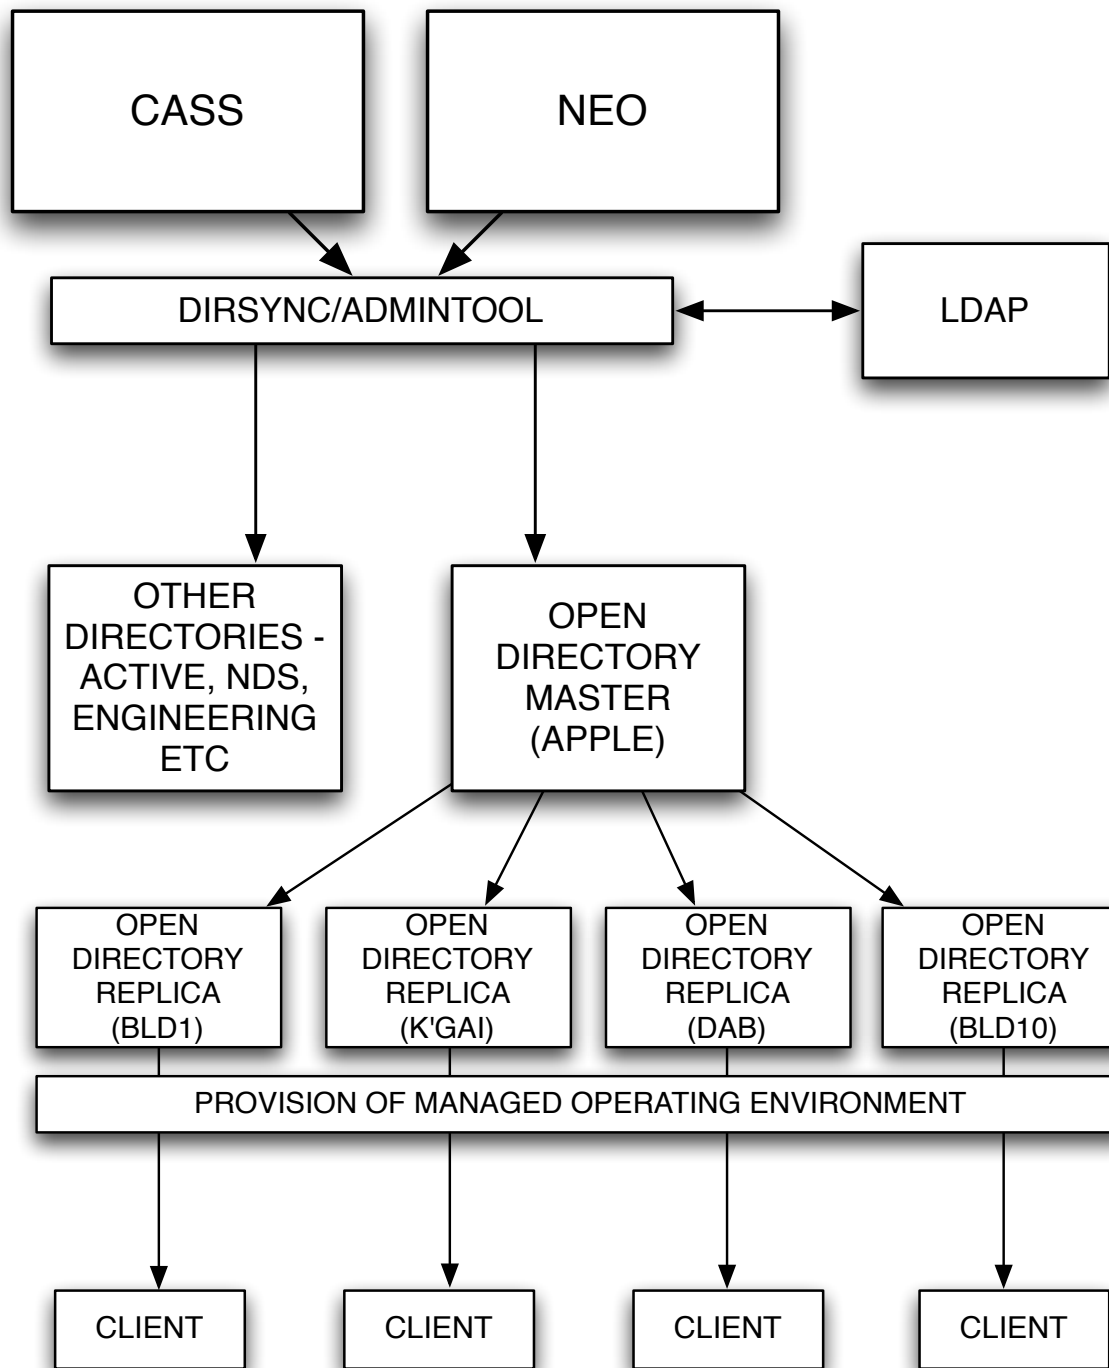 CASS
NEO
DIRSYNC/ADMINTOOL
LDAP
OTHER
DIRECTORIES -
ACTIVE, NDS,
ENGINEERING
ETC
OPEN
DIRECTORY
MASTER
(APPLE)
OPEN
DIRECTORY
REPLICA
(BLD1)
OPEN
DIRECTORY
REPLICA
(K'GAI)
OPEN
DIRECTORY
REPLICA
(DAB)
OPEN
DIRECTORY
REPLICA
(BLD10)
PROVISION OF MANAGED OPERATING ENVIRONMENT
CLIENT
CLIENT
CLIENT
CLIENT